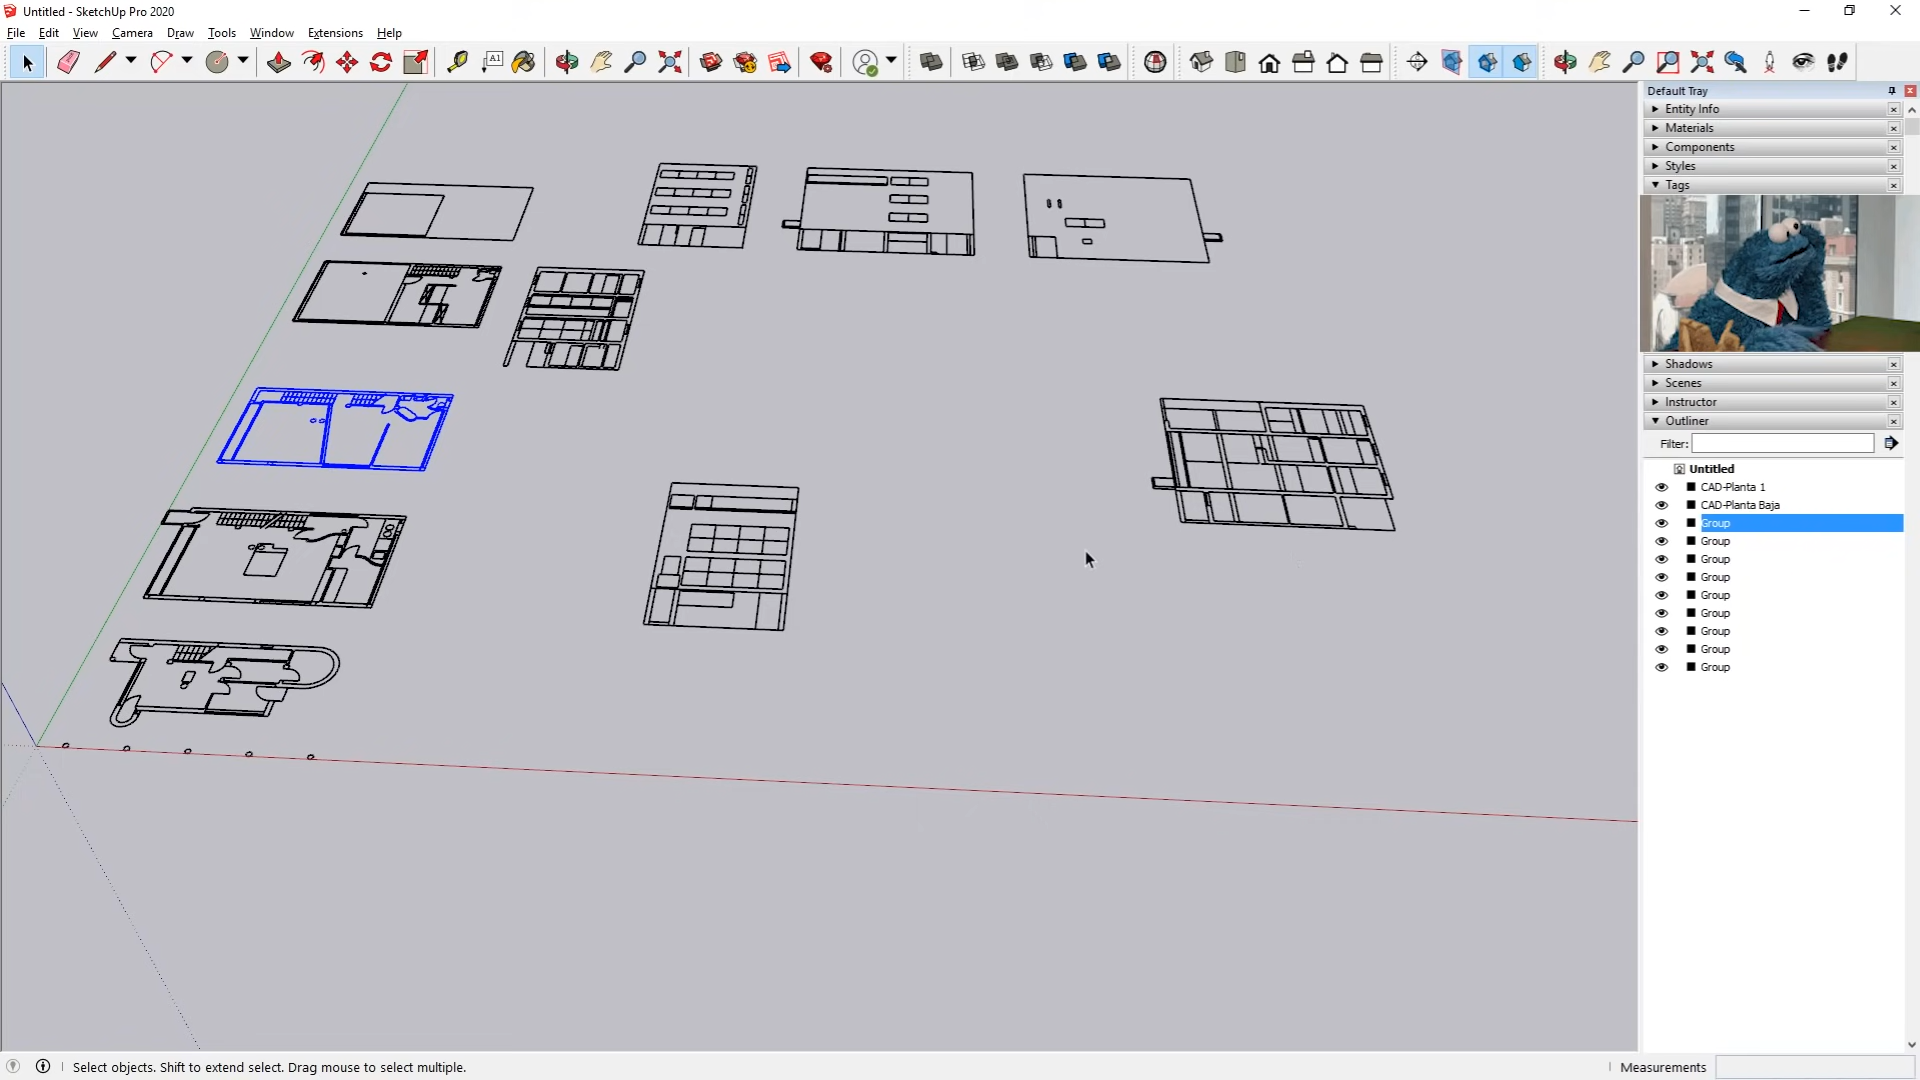 Untitled - SketchUp Pro 2020
File Edit View Camera Draw Tools Window Extensions Help
A1
Default Tray
Entity Info
Materials
Components
Styles
Tags
Shadows
Scenes
Instructor
Outliner
Filter:
Untitled
CAD-Planta 1
CAD-Planta Baja
Group
Group
Group
Group
Group
Group
Group
Group
Group
Select objects. Shift to extend select. Drag mouse to select multiple.
Measurements